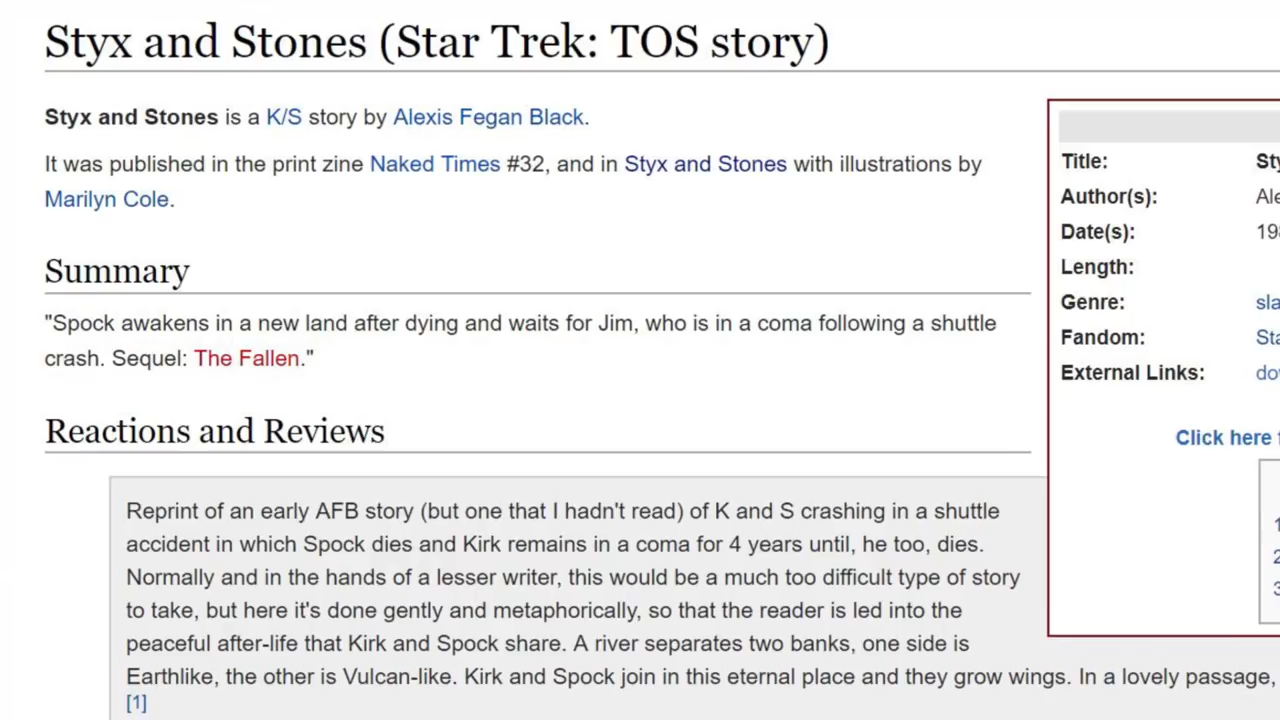 Styx and Stones (Star Trek: TOS story)
Styx and Stones is a K/S story by Alexis Fegan Black.
It was published in the print zine Naked Times #32, and in Styx and Stones with illustrations by
Marilyn Cole.
Summary
"Spock awakens in a new land after dying and waits for Jim, who is in a coma following a shuttle
crash. Sequel: The Fallen."
Reactions and Reviews
Reprint of an early AFB story (but one that I hadn't read) of K and S crashing in a shuttle
accident in which Spock dies and Kirk remains in a coma for 4 years until, he too, dies.
Normally and in the hands of a lesser writer, this would be a much too difficult type of story
to take, but here it's done gently and metaphorically, so that the reader is led into the
peaceful after-life that Kirk and Spock share. A river separates two banks, one side is
Earthlike, the other is Vulcan-like. Kirk and Spock join in this eternal place and they grow wings. In a lovely passage,
[1]
Title: Sty
Author(s): Ale
Date(s): 19
Length:
Genre: sla
Fandom: Sta
External Links: do
Click here
1
2
3